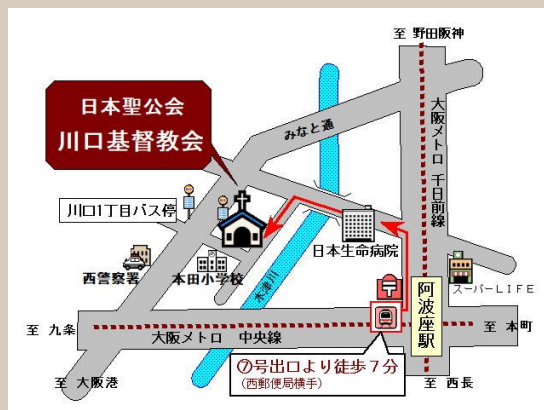 至 野田阪神
日本聖公会
川口基督教会
みなと通
大阪メトロ 千日前線
川口1丁目バス停
日本生命病院
西警察署
本田小学校
木津川
スーパーLIFE
阿波座駅
至 九条
大阪メトロ 中央線
至 本町
⑦号出口より徒歩7分
(西郵便局横手)
至 大阪港
至 西長